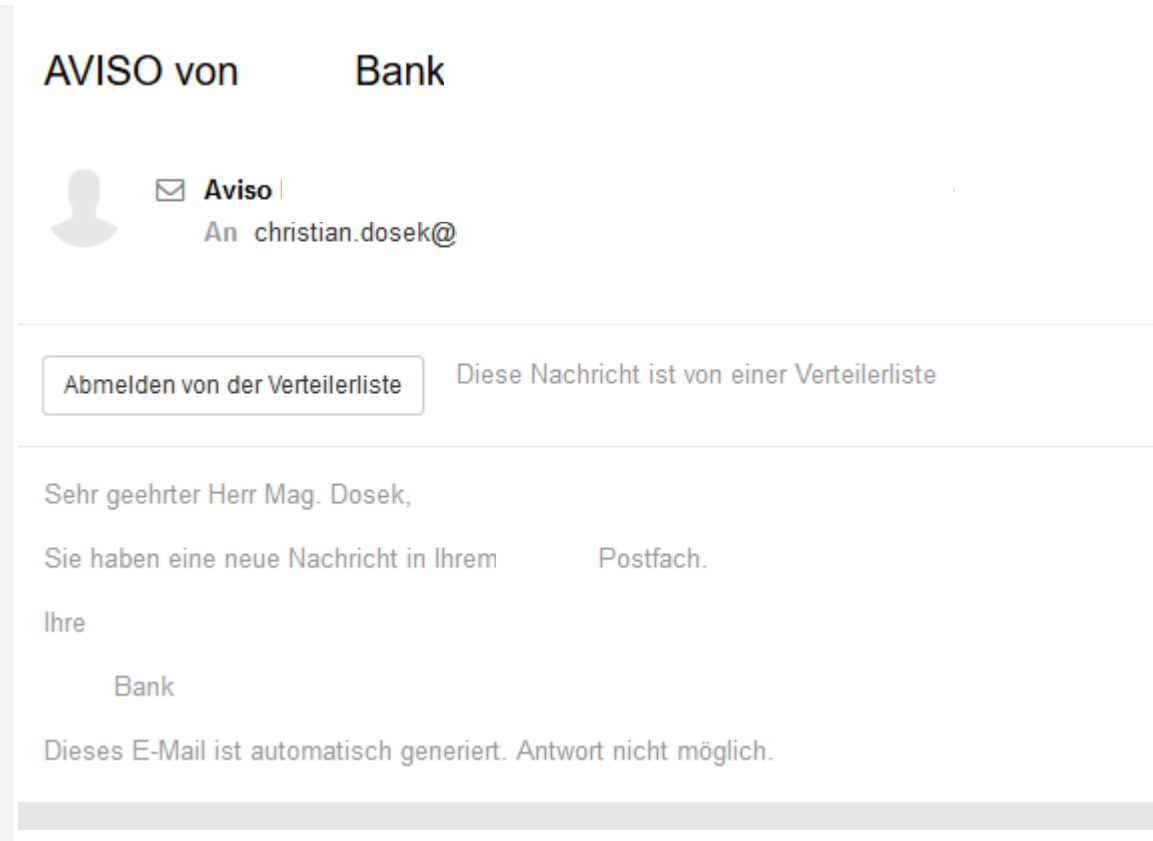 AVISO von Bank
Aviso
An christian.dosek@
Abmelden von der Verteilerliste Diese Nachricht ist von einer Verteilerliste
Sehr geehrter Herr Mag. Dosek,
Sie haben eine neue Nachricht in Ihrem Postfach.
Ihre
Bank
Dieses E-Mail ist automatisch generiert. Antwort nicht möglich.